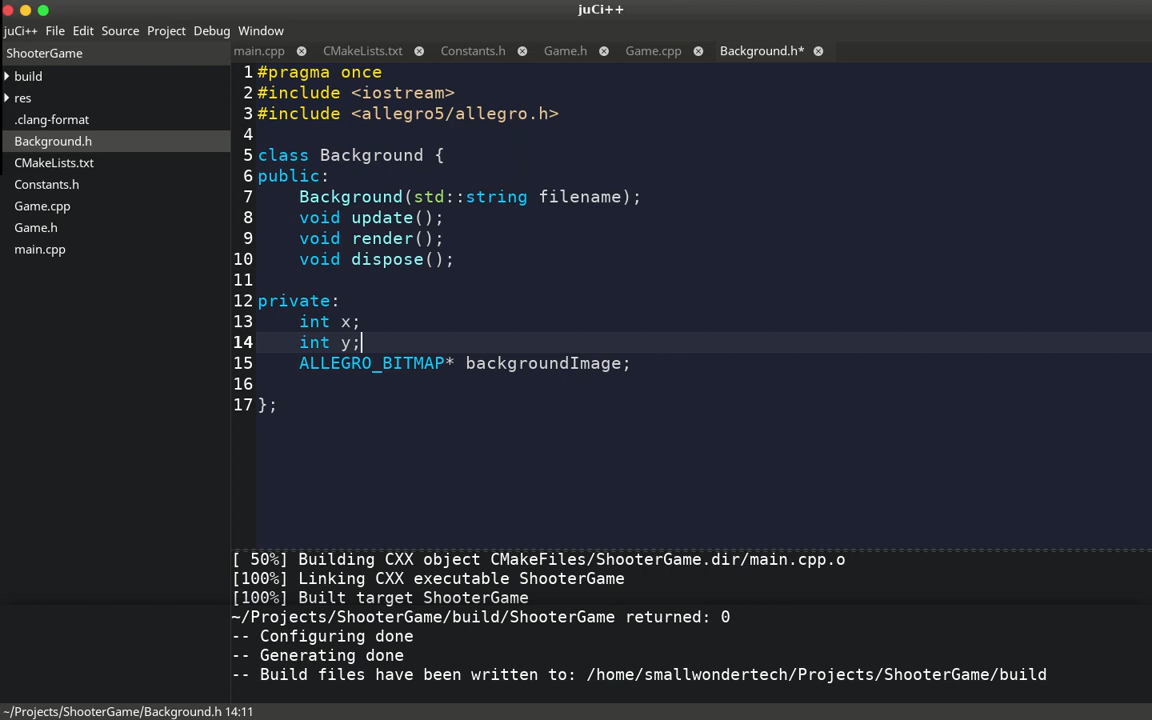 juCi++
juCi++ File Edit Source Project Debug Window
ShooterGame
build
res
.clang-format
Background.h
CMakeLists.txt
Constants.h
Game.cpp
Game.h
main.cpp
main.cpp CMakeLists.txt Constants.h Game.h Game.cpp Background.h*
1 #pragma once
2 #include <iostream>
3 #include <allegro5/allegro.h>
4
5 class Background {
6 public:
7     Background(std::string filename);
8     void update();
9     void render();
10     void dispose();
11
12 private:
13     int x;
14     int y;
15     ALLEGRO_BITMAP* backgroundImage;
16
17 };
[ 50%] Building CXX object CMakeFiles/ShooterGame.dir/main.cpp.o
[100%] Linking CXX executable ShooterGame
[100%] Built target ShooterGame
~/Projects/ShooterGame/build/ShooterGame returned: 0
-- Configuring done
-- Generating done
-- Build files have been written to: /home/smallwondertech/Projects/ShooterGame/build
~/Projects/ShooterGame/Background.h 14:11